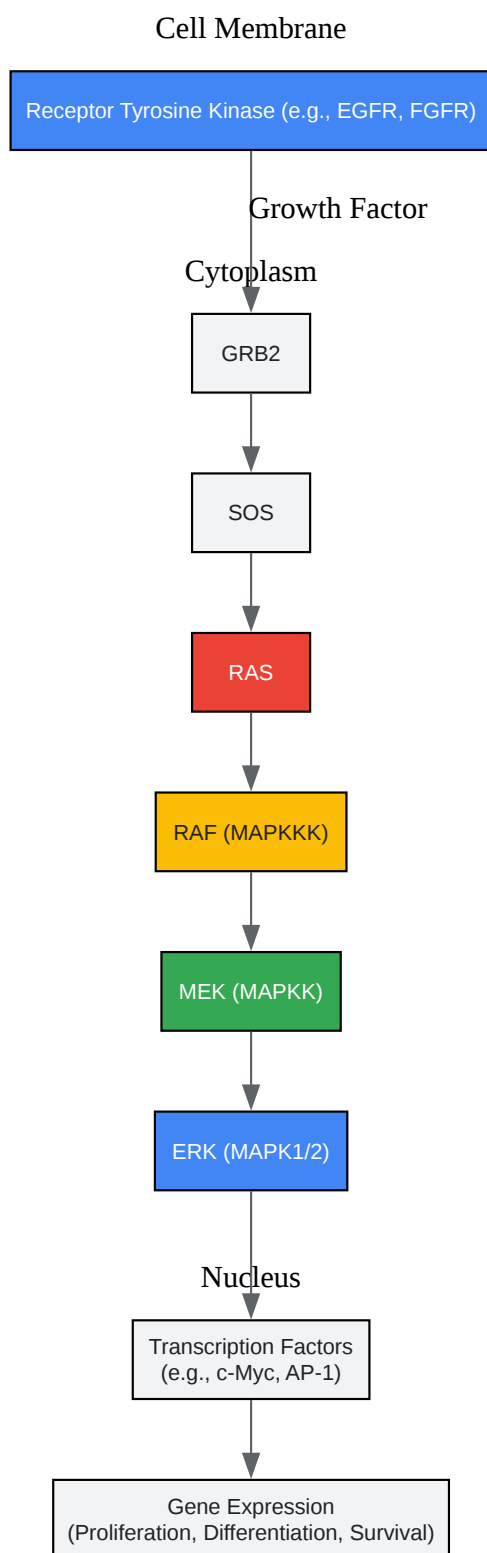 Cell Membrane
Receptor Tyrosine Kinase (e.g., EGFR, FGFR)
Growth Factor
Cytoplasm
GRB2
SOS
RAS
RAF (MAPKKK)
MEK (MAPKK)
ERK (MAPK1/2)
Nucleus
Transcription Factors
(e.g., c-Myc, AP-1)
Gene Expression
(Proliferation, Differentiation, Survival)